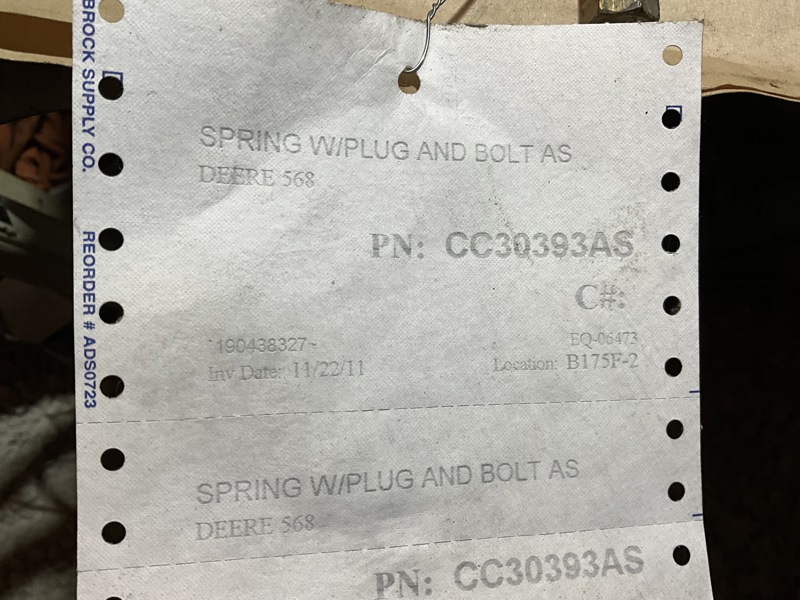 BROCK SUPPLY CO.
REORDER # ADS0723
SPRING W/PLUG AND BOLT AS
DEERE 568
PN: CC30393AS
C#:
*190438327~
EQ-06473
Inv Date: 11/22/11
Location: B175F-2
SPRING W/PLUG AND BOLT AS
DEERE 568
PN: CC30393AS